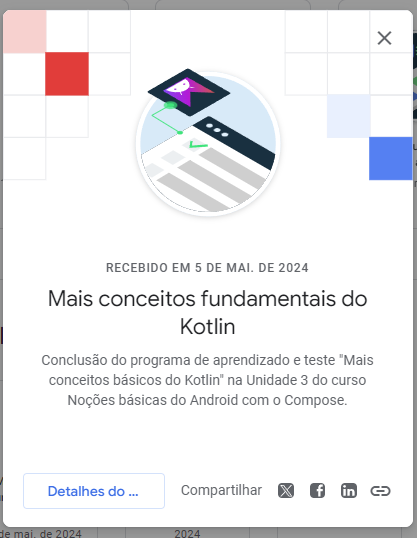 RECEBIDO EM 5 DE MAI. DE 2024
Mais conceitos fundamentais do
Kotlin
Conclusão do programa de aprendizado e teste "Mais
conceitos básicos do Kotlin" na Unidade 3 do curso
Noções básicas do Android com o Compose.
Detalhes do ...
Compartilhar
de mai. de 2024
2024